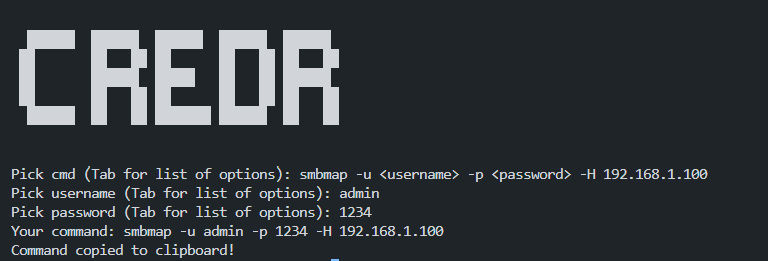 CREDR
Pick cmd (Tab for list of options): smbmap -u <username> -p <password> -H 192.168.1.100
Pick username (Tab for list of options): admin
Pick password (Tab for list of options): 1234
Your command: smbmap -u admin -p 1234 -H 192.168.1.100
Command copied to clipboard!